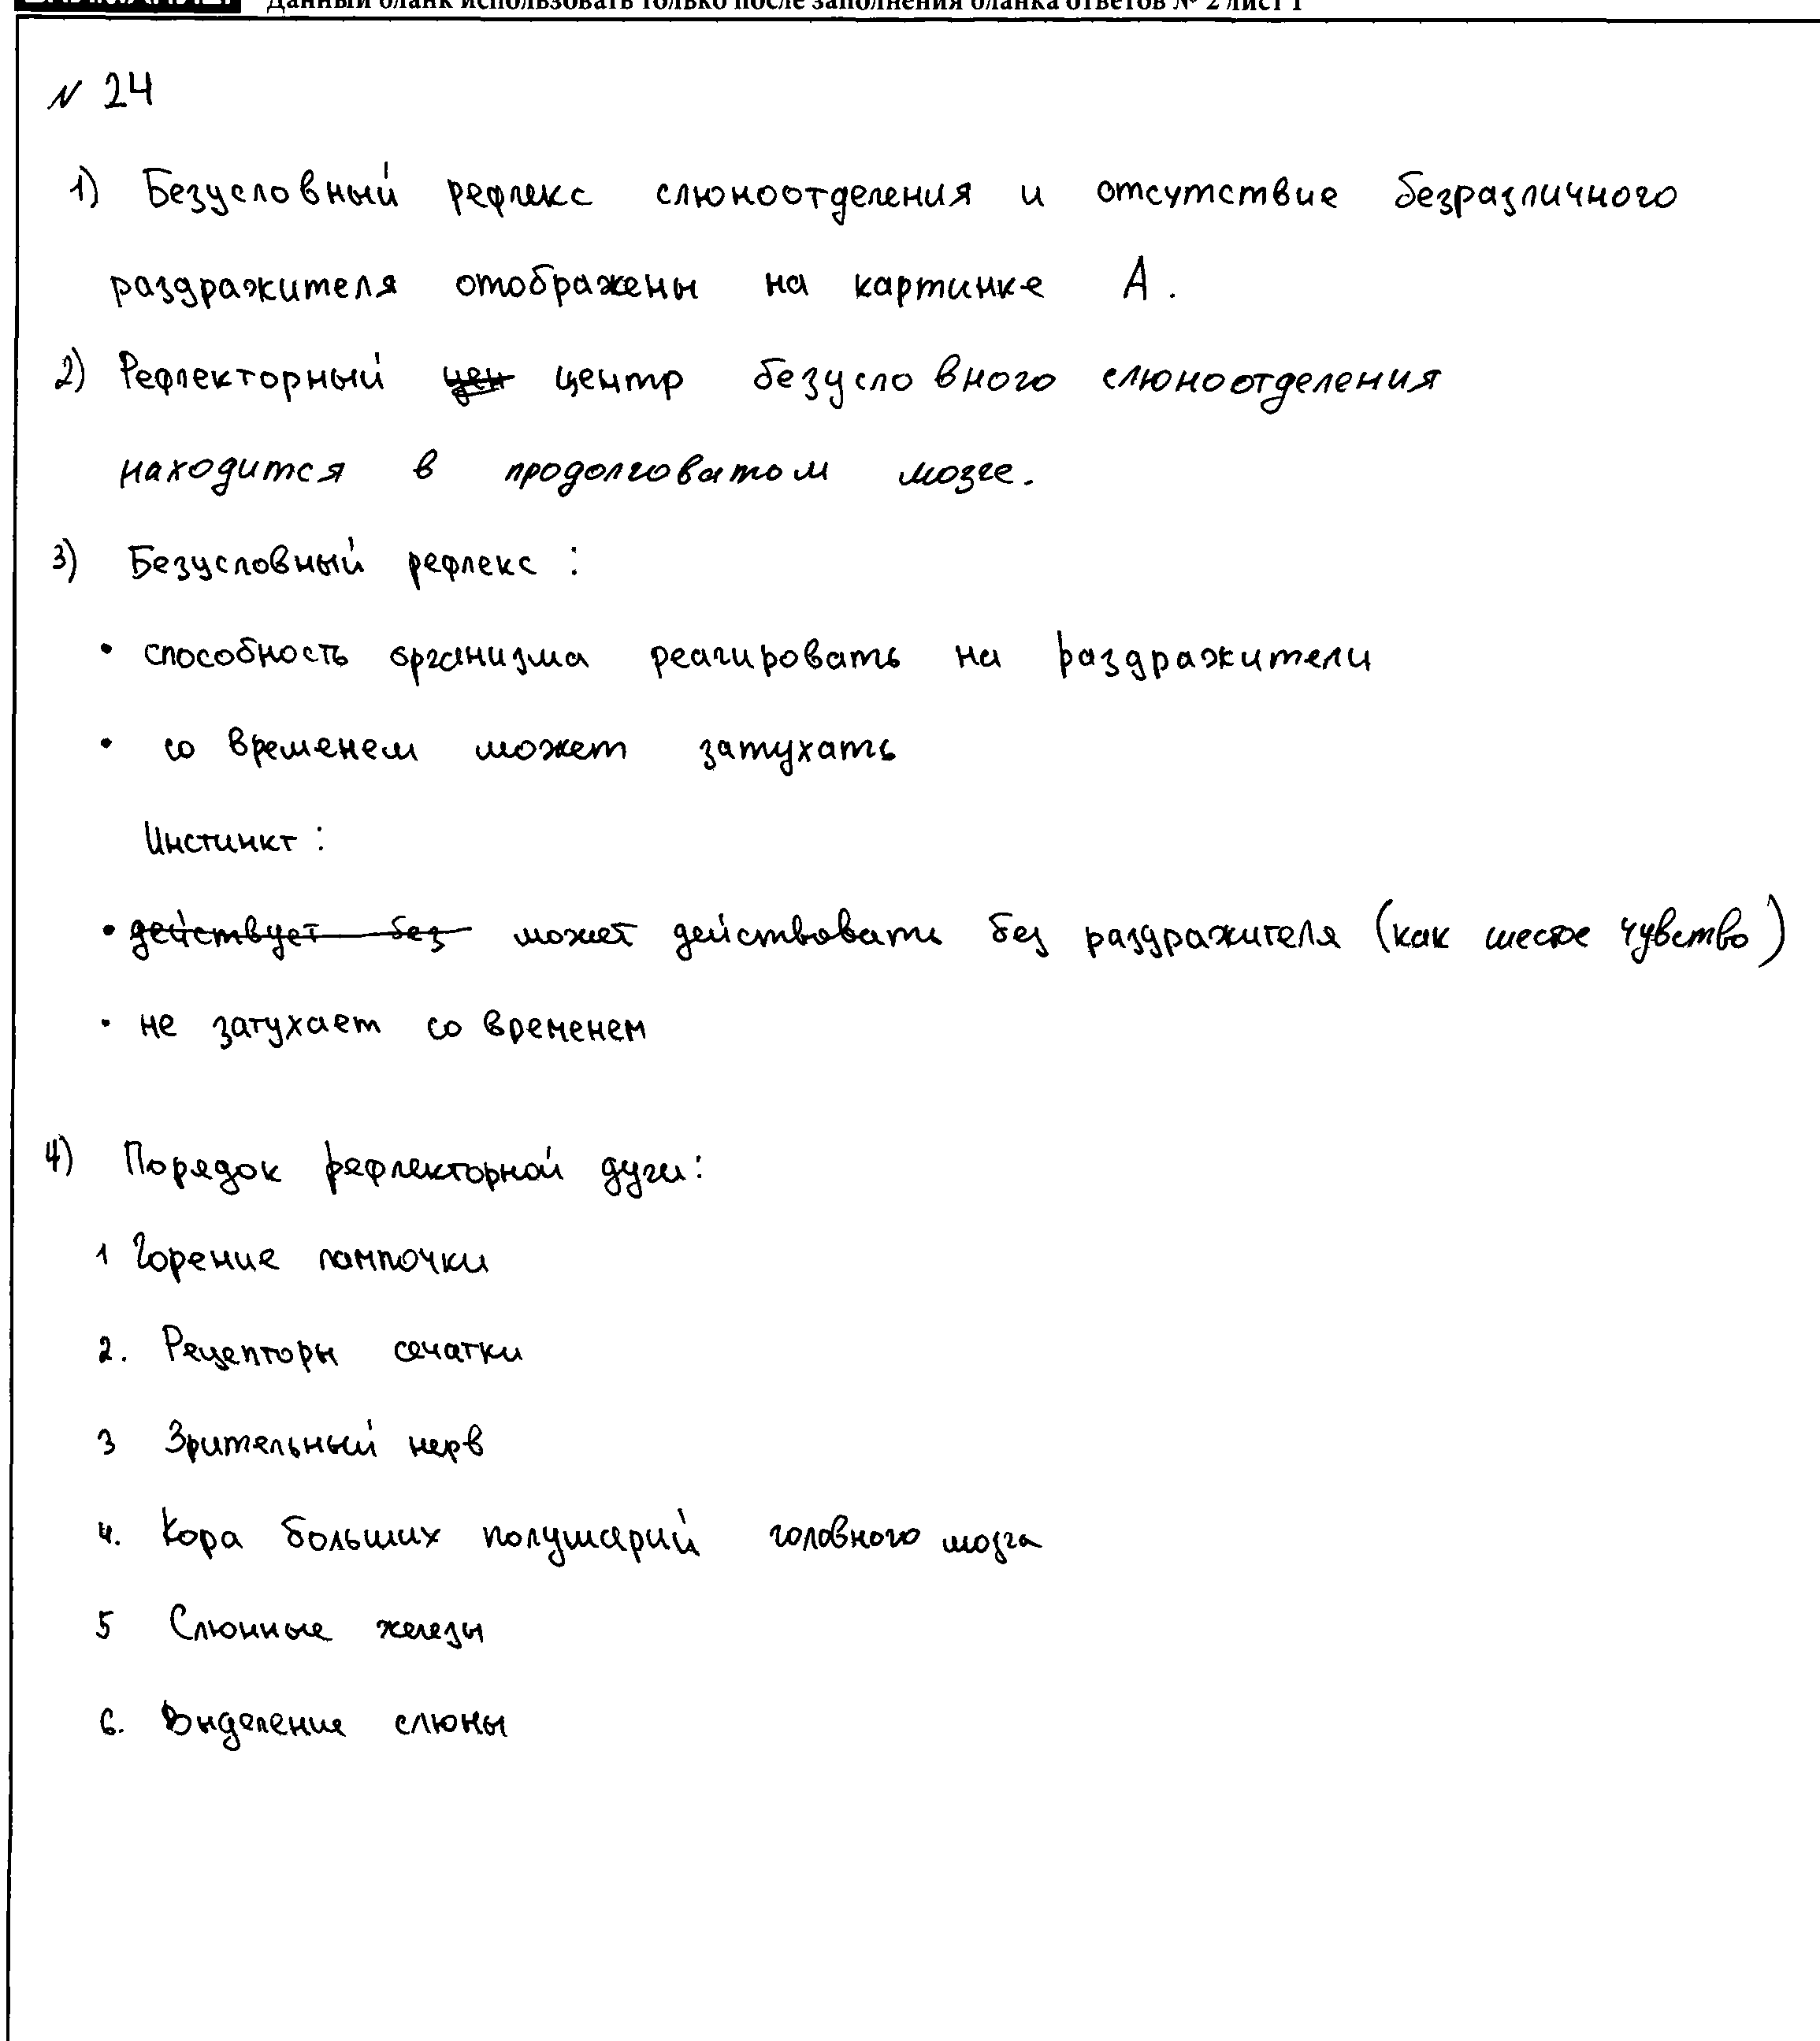 Данный бланк использовать только после заполнения бланка ответов № 2 лист 1
№ 24
1) Безусловный рефлекс слюноотделения и отсутствие безразличного
раздражителя отображены на картинке А.
2) Рефлекторный цен центр безусловного слюноотделения
находится в продолговатом мозге.
3) Безусловный рефлекс :
• способность организма реагировать на раздражители
• со временем может затухать
Инстинкт :
• действует без может действовать без раздражителя (как шестое чувство)
• не затухает со временем
4) Порядок рефлекторной дуги:
1 Горение лампочки
2. Рецепторы сечатки
3 Зрительный нерв
4. Кора больших полушарий головного мозга
5 Слюнные железы
6. Выделение слюны